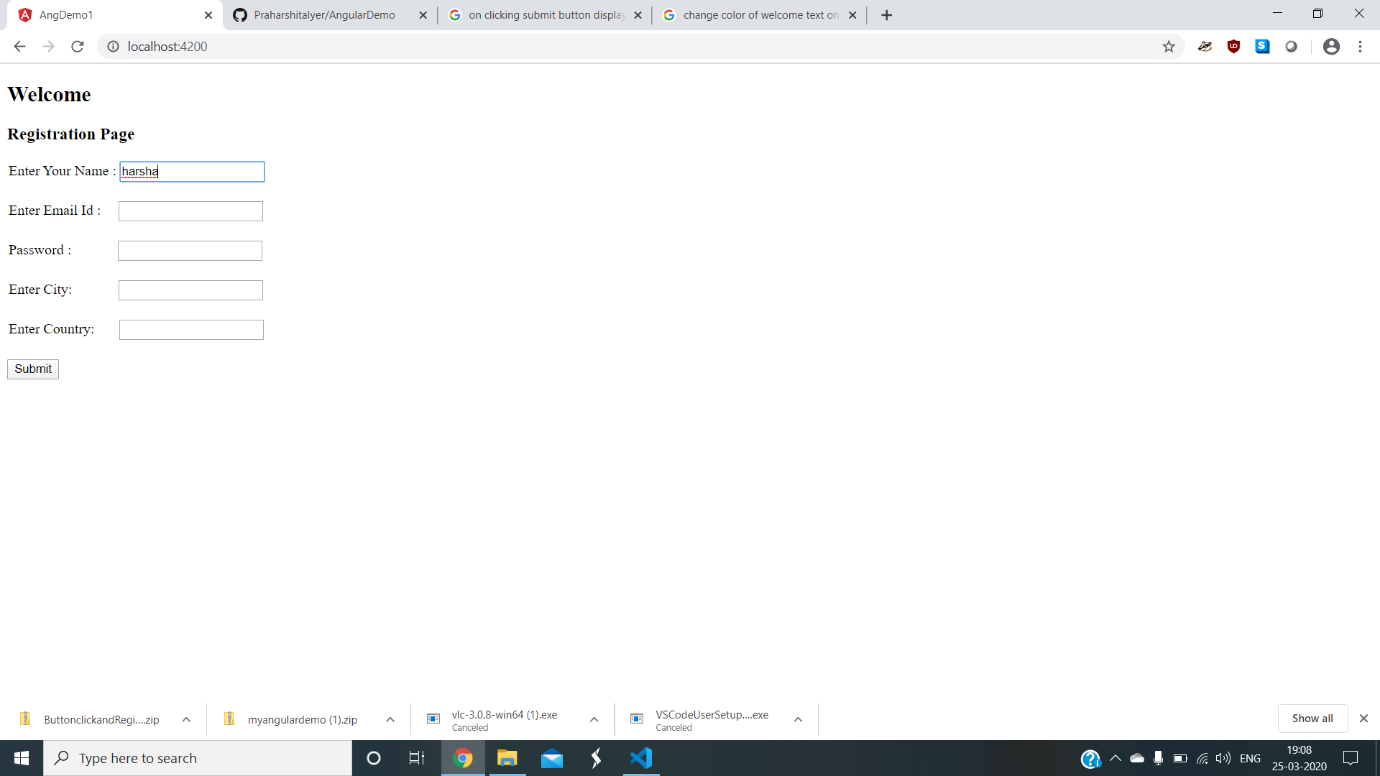 AngDemo1
PraharshitaIyer/AngularDemo
on clicking submit button display
change color of welcome text on
localhost:4200
Welcome
Registration Page
Enter Your Name : harsha
Enter Email Id :
Password :
Enter City:
Enter Country:
Submit
ButtonclickandRegi....zip
myangulardemo (1).zip
vlc-3.0.8-win64 (1).exe
Canceled
VSCodeUserSetup....exe
Canceled
Show all
Type here to search
ENG
19:08
25-03-2020